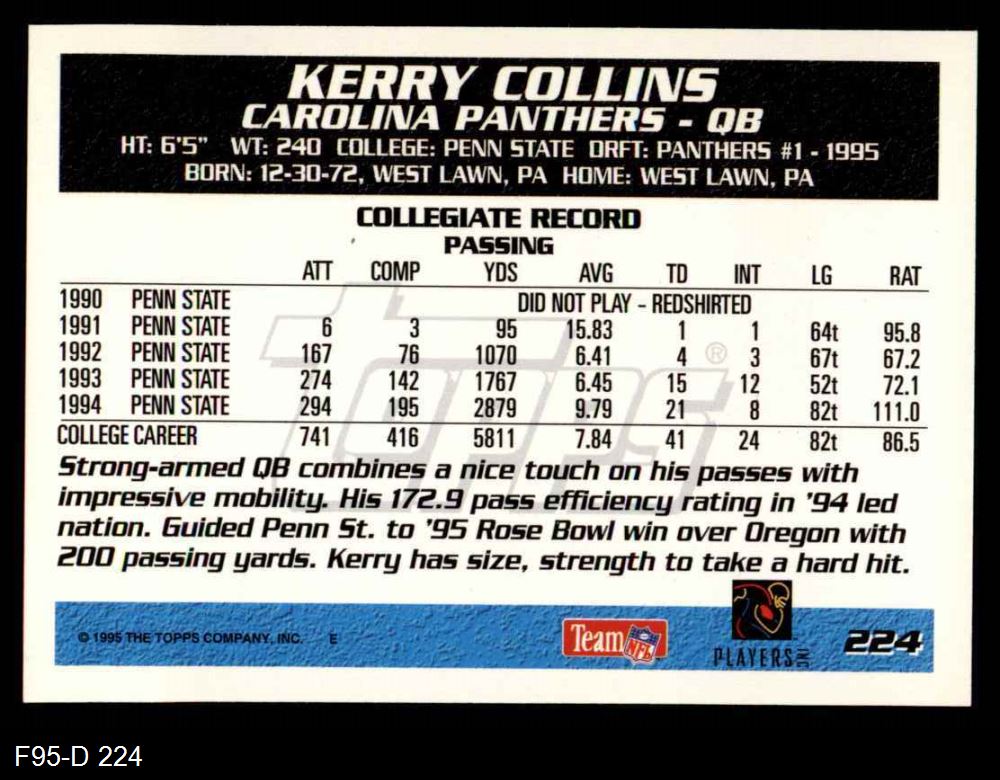 KERRY COLLINS
CAROLINA PANTHERS - QB
HT: 6'5" WT: 240 COLLEGE: PENN STATE DRFT: PANTHERS #1 - 1995
BORN: 12-30-72, WEST LAWN, PA HOME: WEST LAWN, PA
COLLEGIATE RECORD
PASSING
ATT COMP YDS AVG TD INT LG RAT
1990 PENN STATE DID NOT PLAY – REDSHIRTED
1991 PENN STATE 6 3 95 15.83 1 1 64t 95.8
1992 PENN STATE 167 76 1070 6.41 4 3 67t 67.2
1993 PENN STATE 274 142 1767 6.45 15 12 52t 72.1
1994 PENN STATE 294 195 2879 9.79 21 8 82t 111.0
COLLEGE CAREER 741 416 5811 7.84 41 24 82t 86.5
topps®
Strong-armed QB combines a nice touch on his passes with
impressive mobility. His 172.9 pass efficiency rating in '94 led
nation. Guided Penn St. to '95 Rose Bowl win over Oregon with
200 passing yards. Kerry has size, strength to take a hard hit.
© 1995 THE TOPPS COMPANY, INC. E
Team NFL
PLAYERS INC
224
F95-D 224